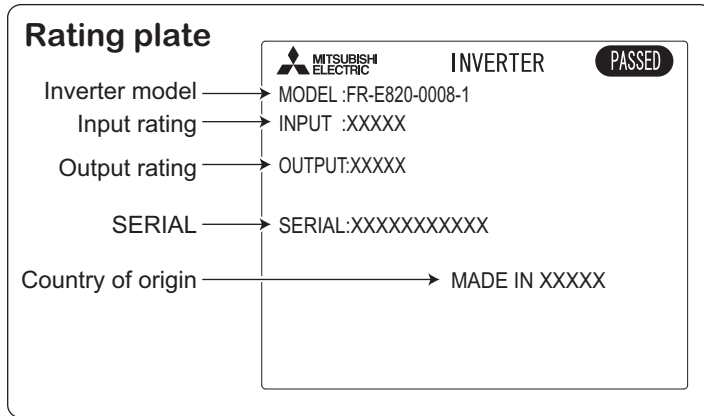 Rating plate
MITSUBISHI
ELECTRIC
INVERTER
PASSED
Inverter model
MODEL :FR-E820-0008-1
Input rating
INPUT :XXXXX
Output rating
OUTPUT:XXXXX
SERIAL
SERIAL:XXXXXXXXXXX
Country of origin
MADE IN XXXXX